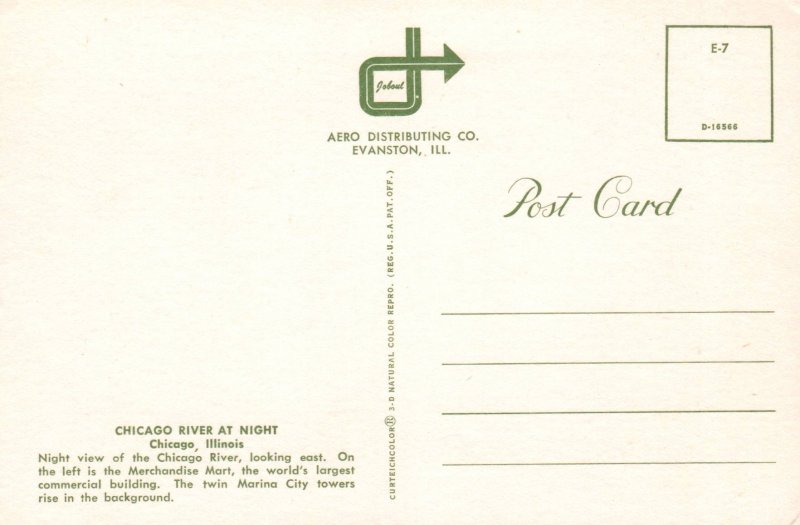 Joboul
AERO DISTRIBUTING CO.
EVANSTON, ILL.
E-7
D-16566
Post Card
CURTEICHCOLOR® 3-D NATURAL COLOR REPRO. (REG. U.S.A. PAT. OFF.)
CHICAGO RIVER AT NIGHT
Chicago, Illinois
Night view of the Chicago River, looking east. On
the left is the Merchandise Mart, the world's largest
commercial building. The twin Marina City towers
rise in the background.